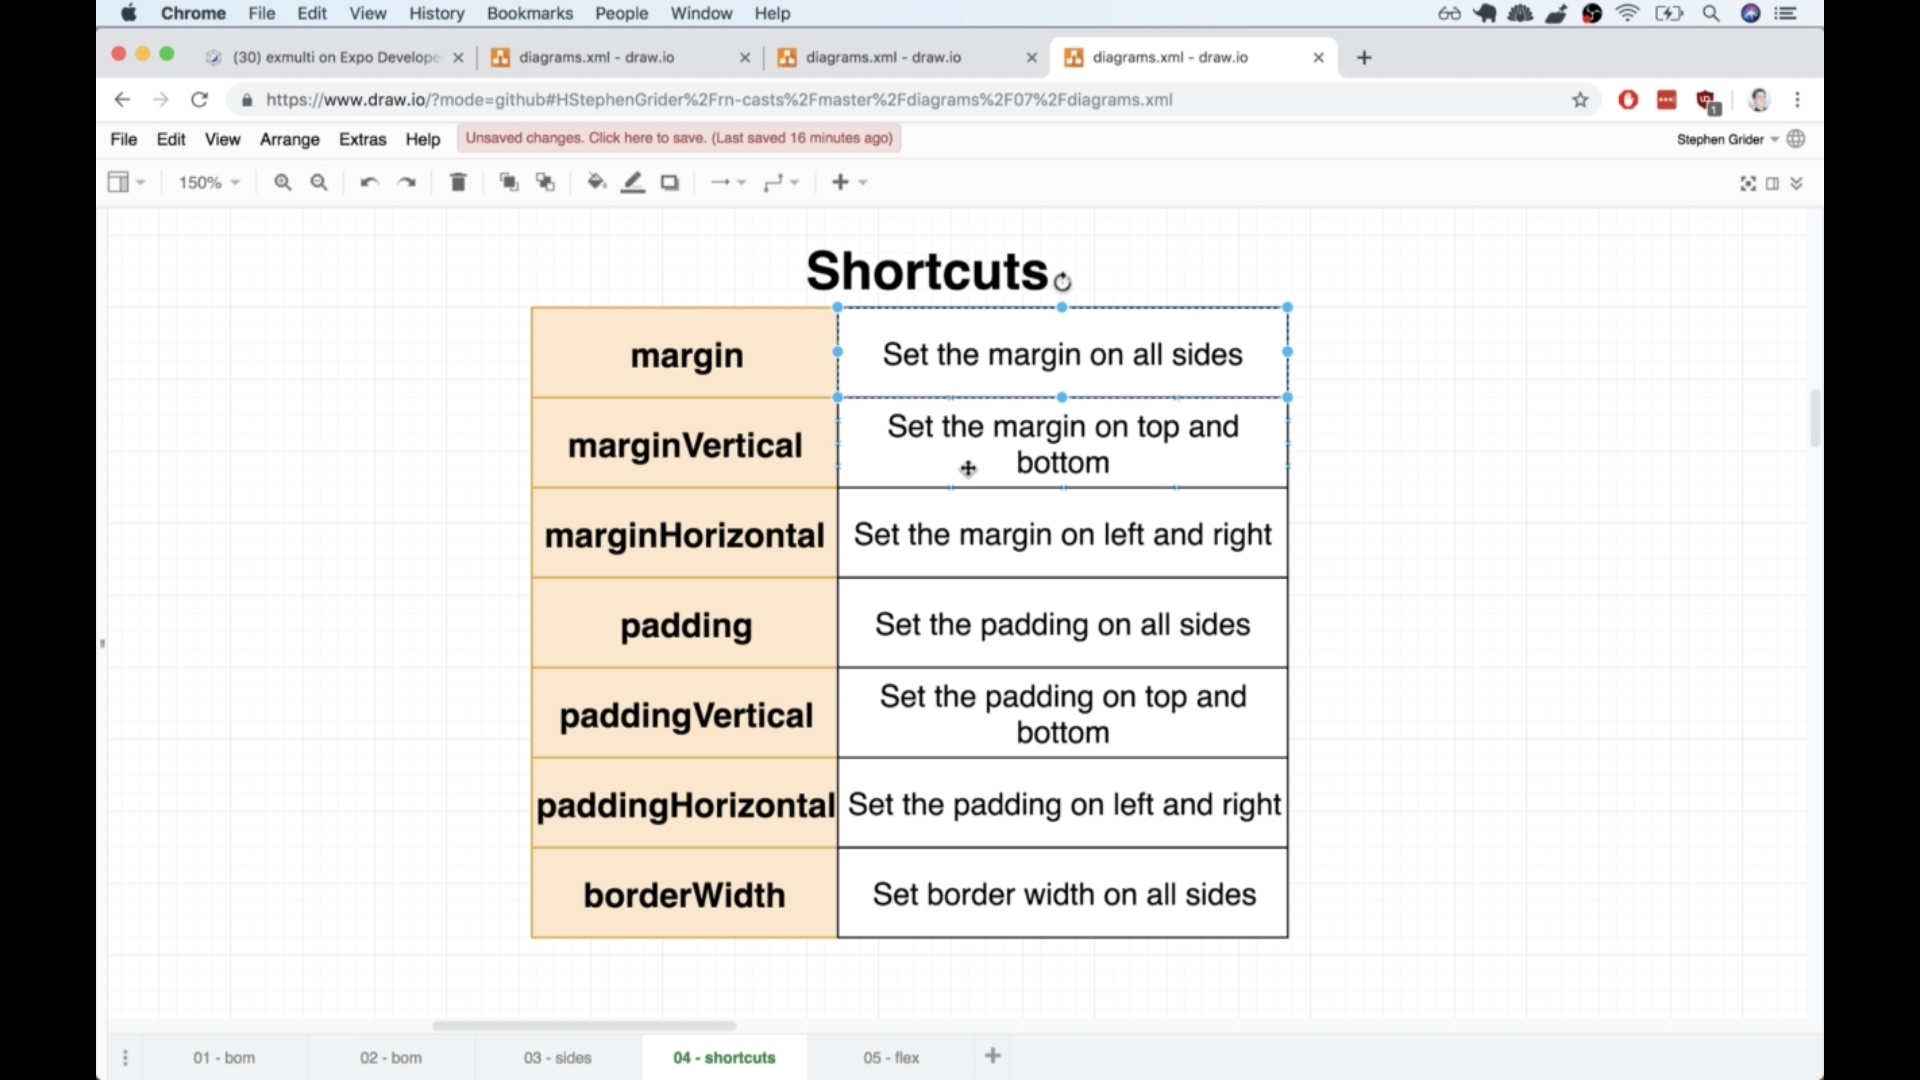 Chrome File Edit View History Bookmarks People Window Help
(30) exmulti on Expo Develope
diagrams.xml - draw.io
diagrams.xml - draw.io
diagrams.xml - draw.io
https://www.draw.io/?mode=github#HStephenGrider%2Frn-casts%2Fmaster%2Fdiagrams%2F07%2Fdiagrams.xml
1
File Edit View Arrange Extras Help
Unsaved changes. Click here to save. (Last saved 16 minutes ago)
Stephen Grider
150%
Shortcuts
margin
Set the margin on all sides
marginVertical
Set the margin on top and
bottom
marginHorizontal
Set the margin on left and right
padding
Set the padding on all sides
paddingVertical
Set the padding on top and
bottom
paddingHorizontal
Set the padding on left and right
borderWidth
Set border width on all sides
01 - bom
02 - bom
03 - sides
04 - shortcuts
05 - flex